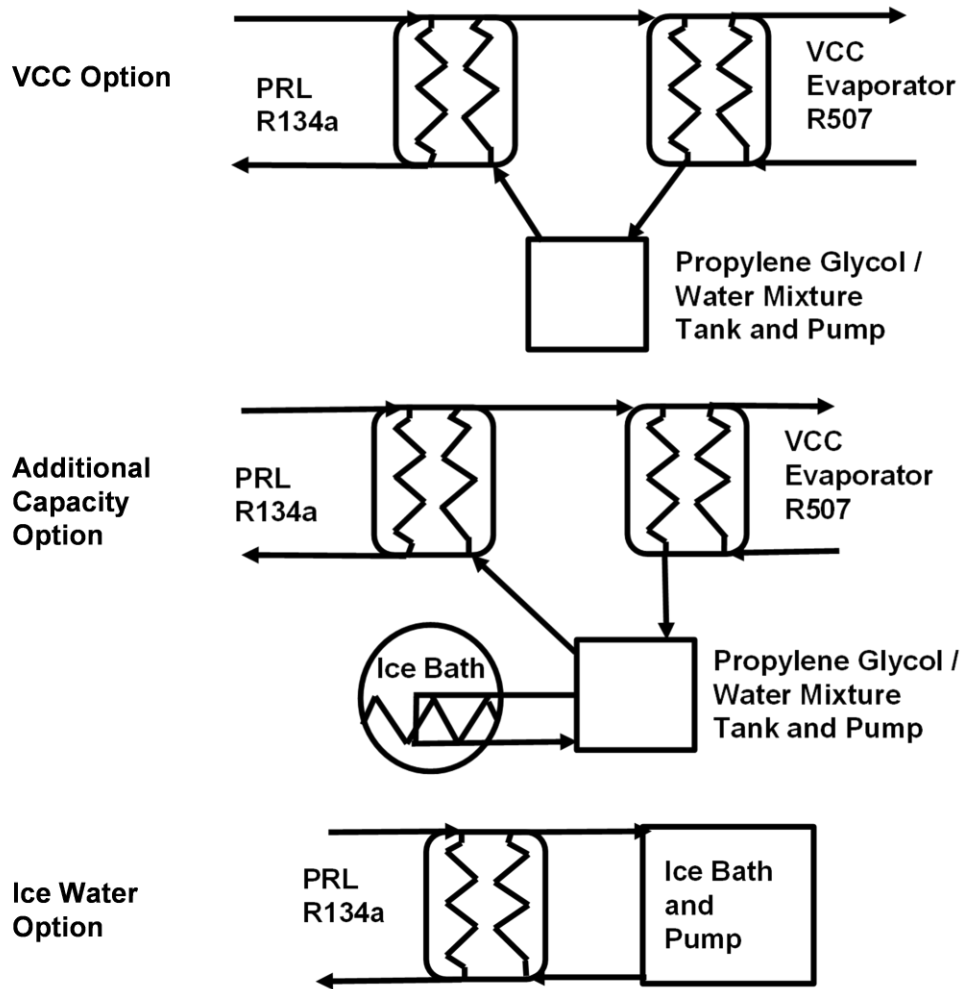 VCC Option
PRL
R134a
VCC
Evaporator
R507
Propylene Glycol /
Water Mixture
Tank and Pump
Additional
Capacity
Option
PRL
R134a
VCC
Evaporator
R507
Ice Bath
Propylene Glycol /
Water Mixture
Tank and Pump
Ice Water
Option
PRL
R134a
Ice Bath
and
Pump